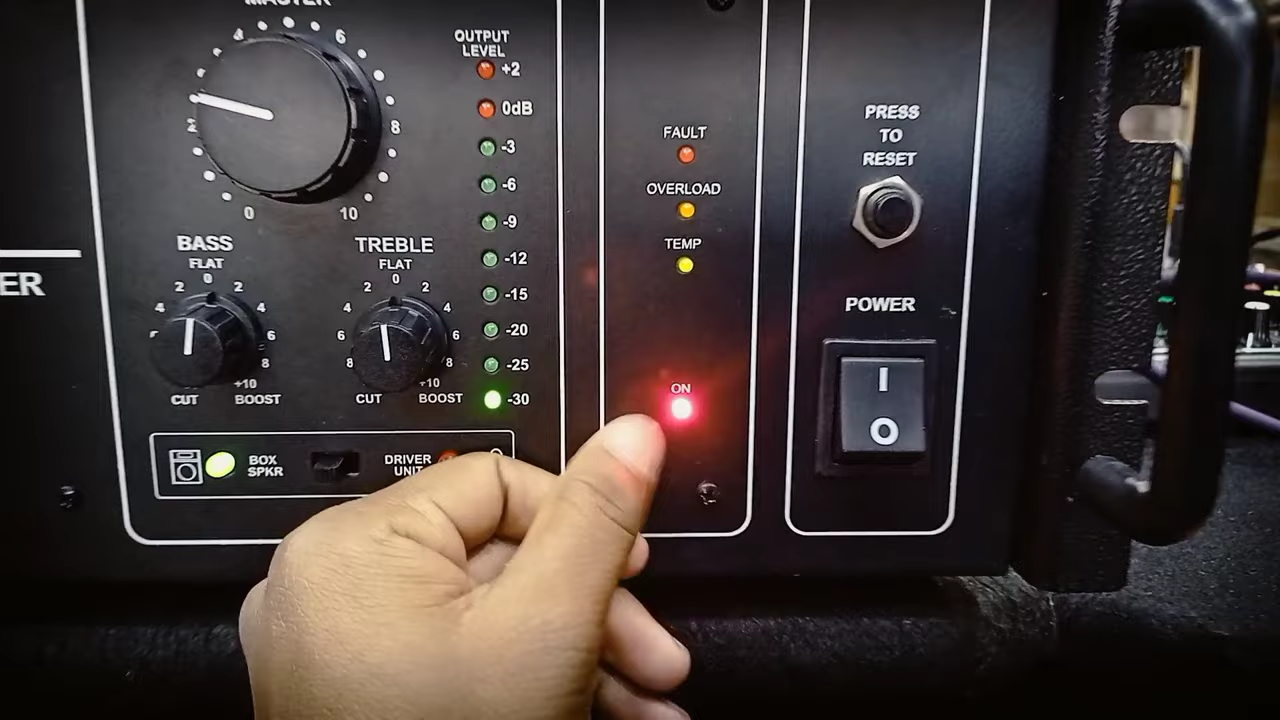 MASTER
4 6
2 8
0 10
OUTPUT
LEVEL
+2
0dB
-3
-6
-9
-12
-15
-20
-25
-30
BASS
FLAT
0
2 2
4 4
6
8
+10
CUT BOOST
TREBLE
FLAT
0
2 2
4 4
6 6
8 8
+10
CUT BOOST
BOX
SPKR
DRIVER
UNIT
ER
FAULT
OVERLOAD
TEMP
ON
PRESS
TO
RESET
POWER
I
O